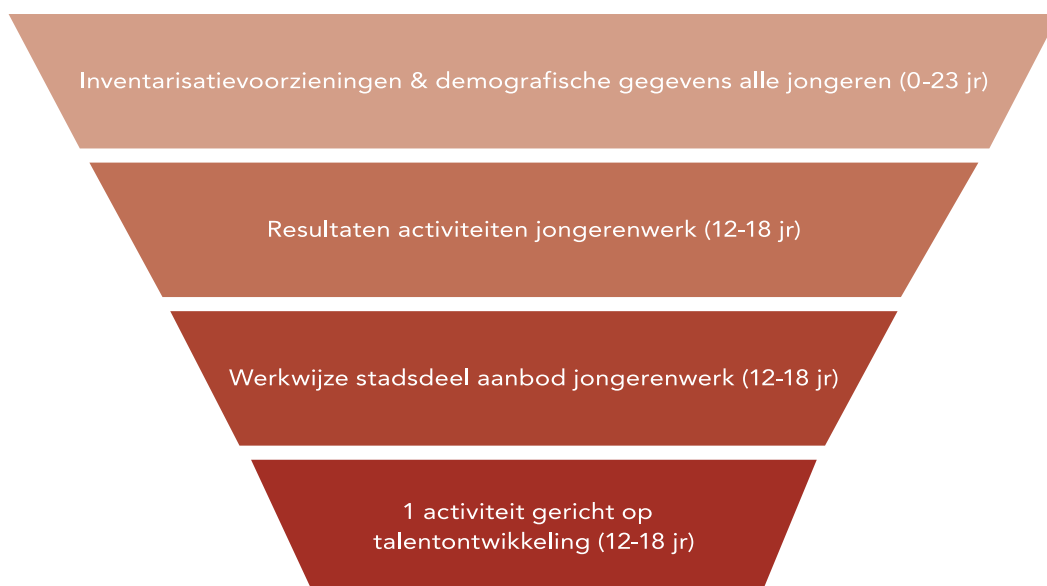 Inventarisatievoorzieningen & demografische gegevens alle jongeren (0-23 jr)
Resultaten activiteiten jongerenwerk (12-18 jr)
Werkwijze stadsdeel aanbod jongerenwerk (12-18 jr)
1 activiteit gericht op
talentontwikkeling (12-18 jr)